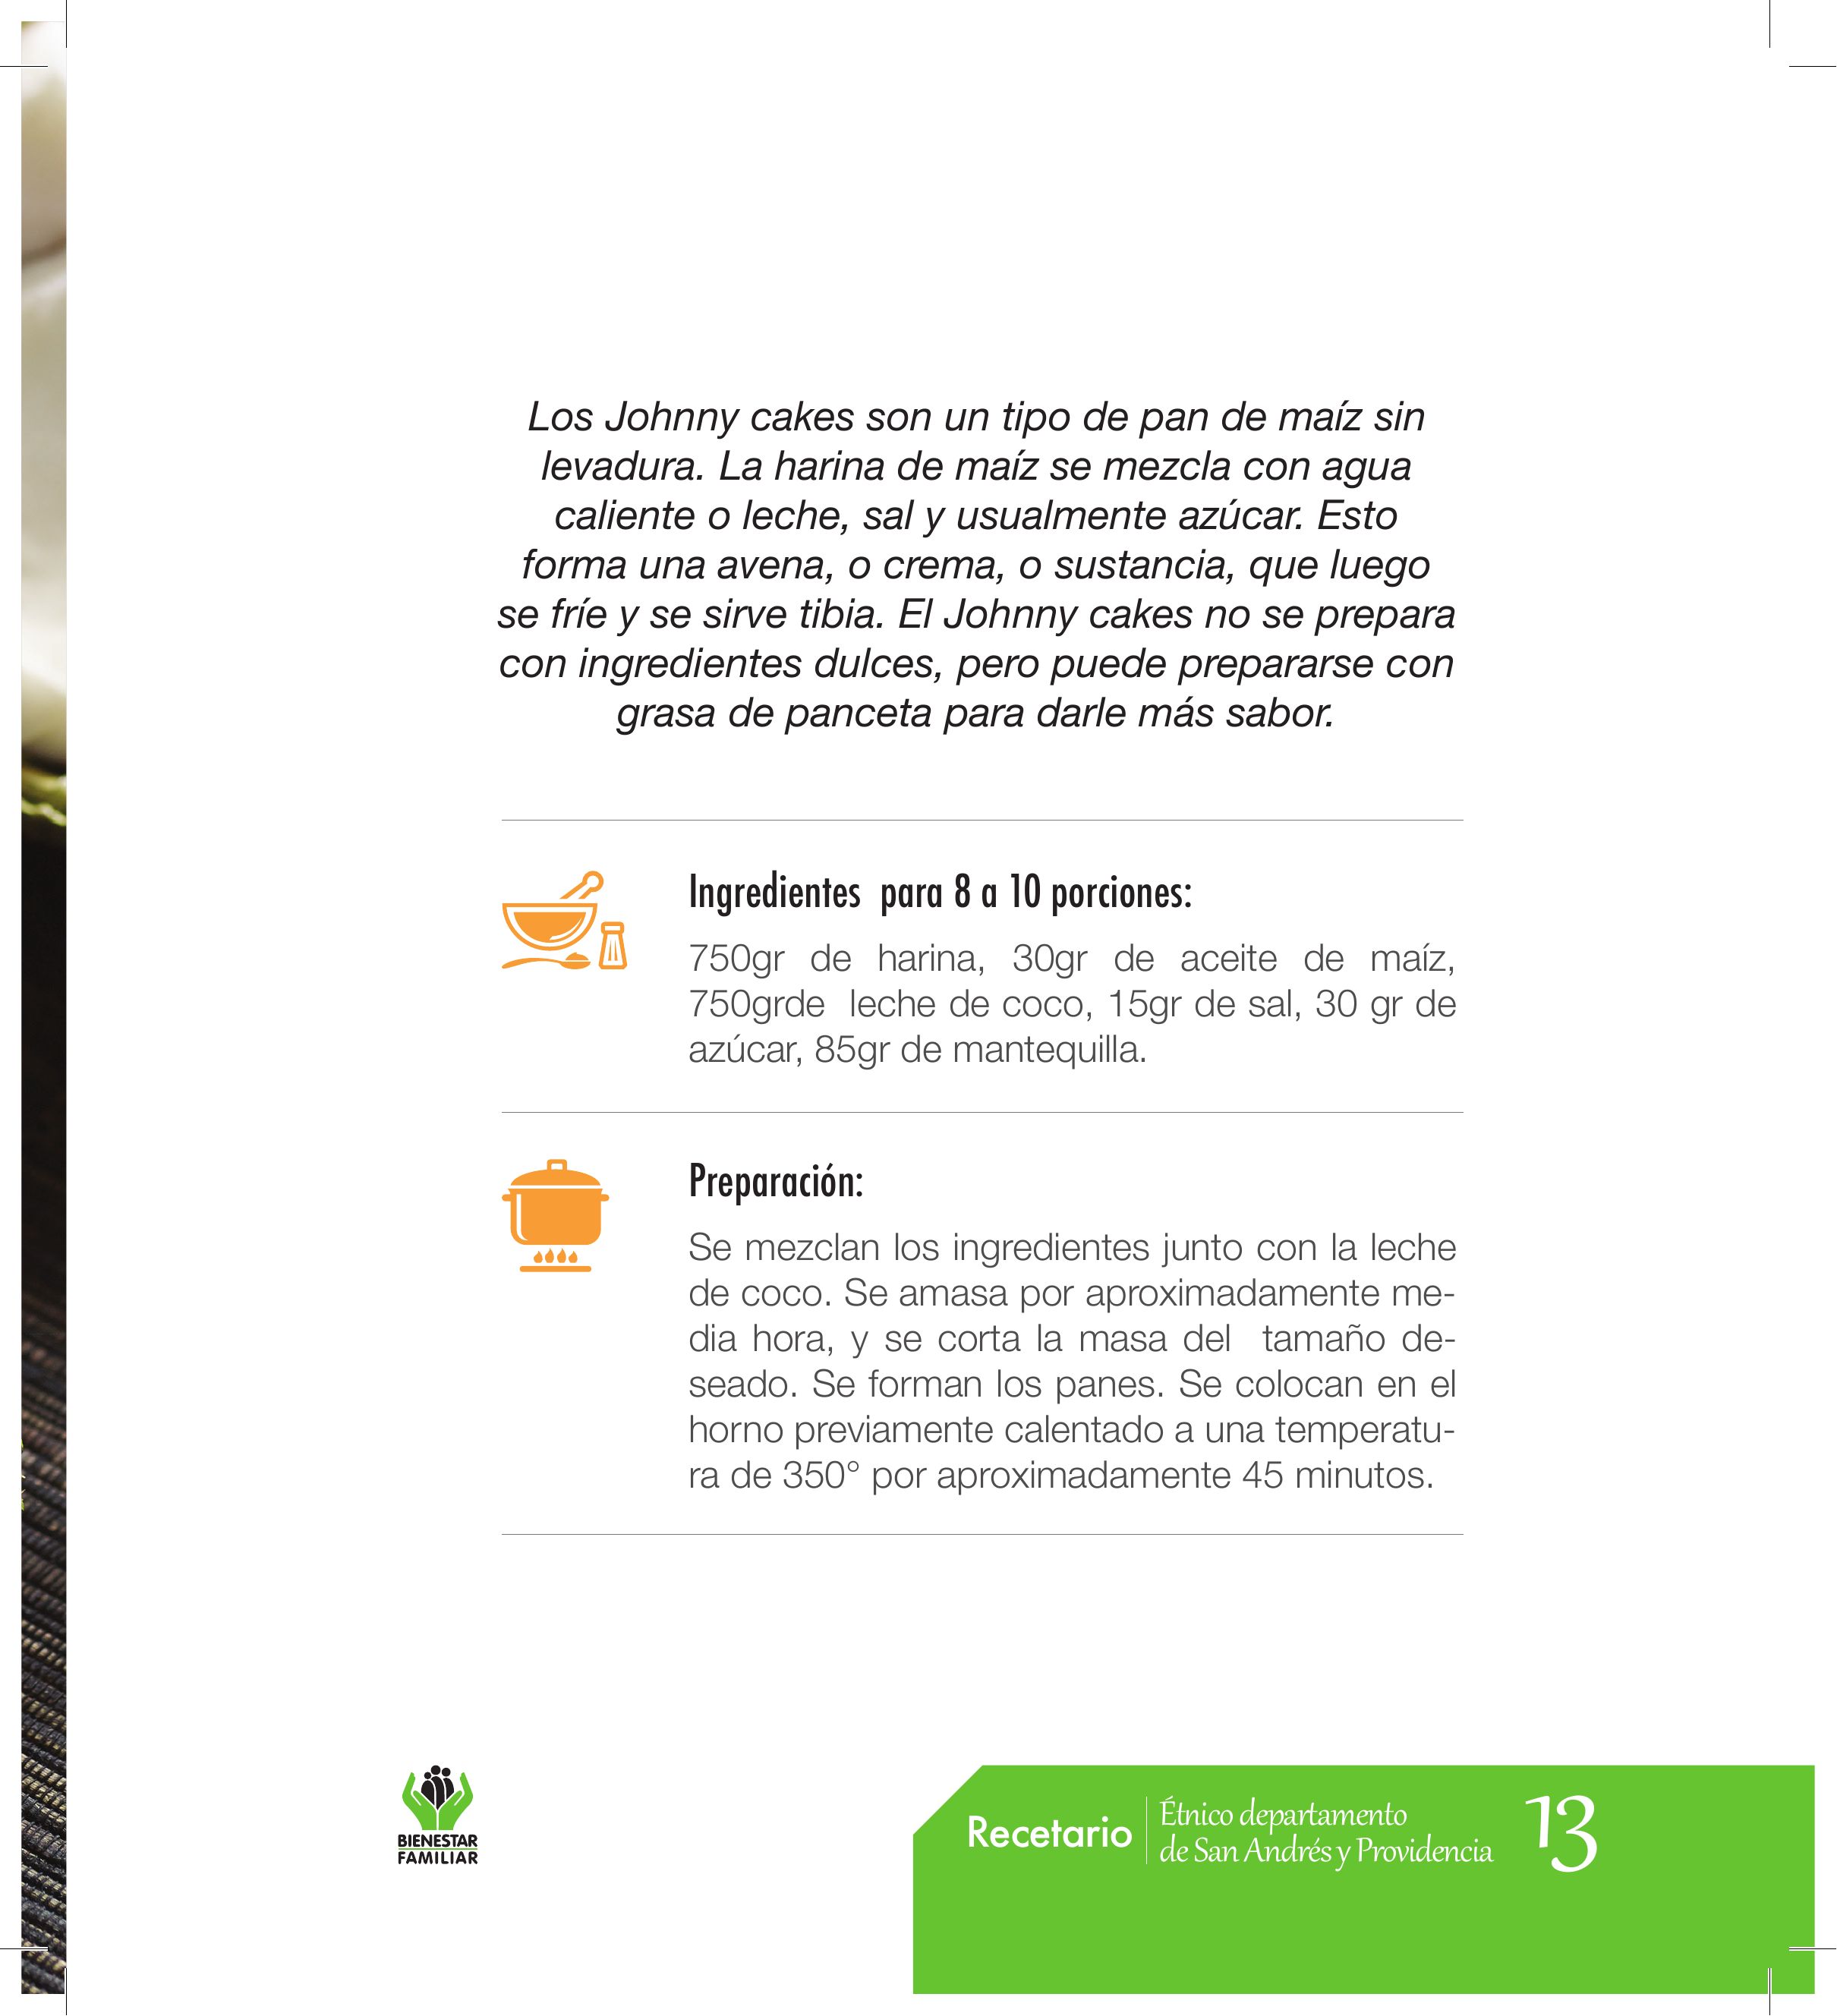 Los Johnny cakes son un tipo de pan de maíz sin
levadura. La harina de maíz se mezcla con agua
caliente o leche, sal y usualmente azúcar. Esto
forma una avena, o crema, o sustancia, que luego
se fríe y se sirve tibia. El Johnny cakes no se prepara
con ingredientes dulces, pero puede prepararse con
grasa de panceta para darle más sabor.
Ingredientes  para 8 a 10 porciones:
750gr de harina, 30gr de aceite de maíz,
750grde  leche de coco, 15gr de sal, 30 gr de
azúcar, 85gr de mantequilla.
Preparación:
Se mezclan los ingredientes junto con la leche
de coco. Se amasa por aproximadamente me-
dia hora, y se corta la masa del  tamaño de-
seado. Se forman los panes. Se colocan en el
horno previamente calentado a una temperatu-
ra de 350° por aproximadamente 45 minutos.
BIENESTAR
FAMILIAR
Recetario
Étnico departamento
de San Andrés y Providencia
13